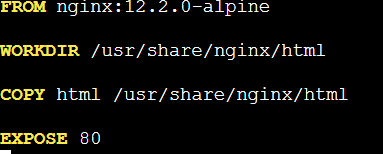 FROM nginx:12.2.0-alpine
WORKDIR /usr/share/nginx/html
COPY html /usr/share/nginx/html
EXPOSE 80